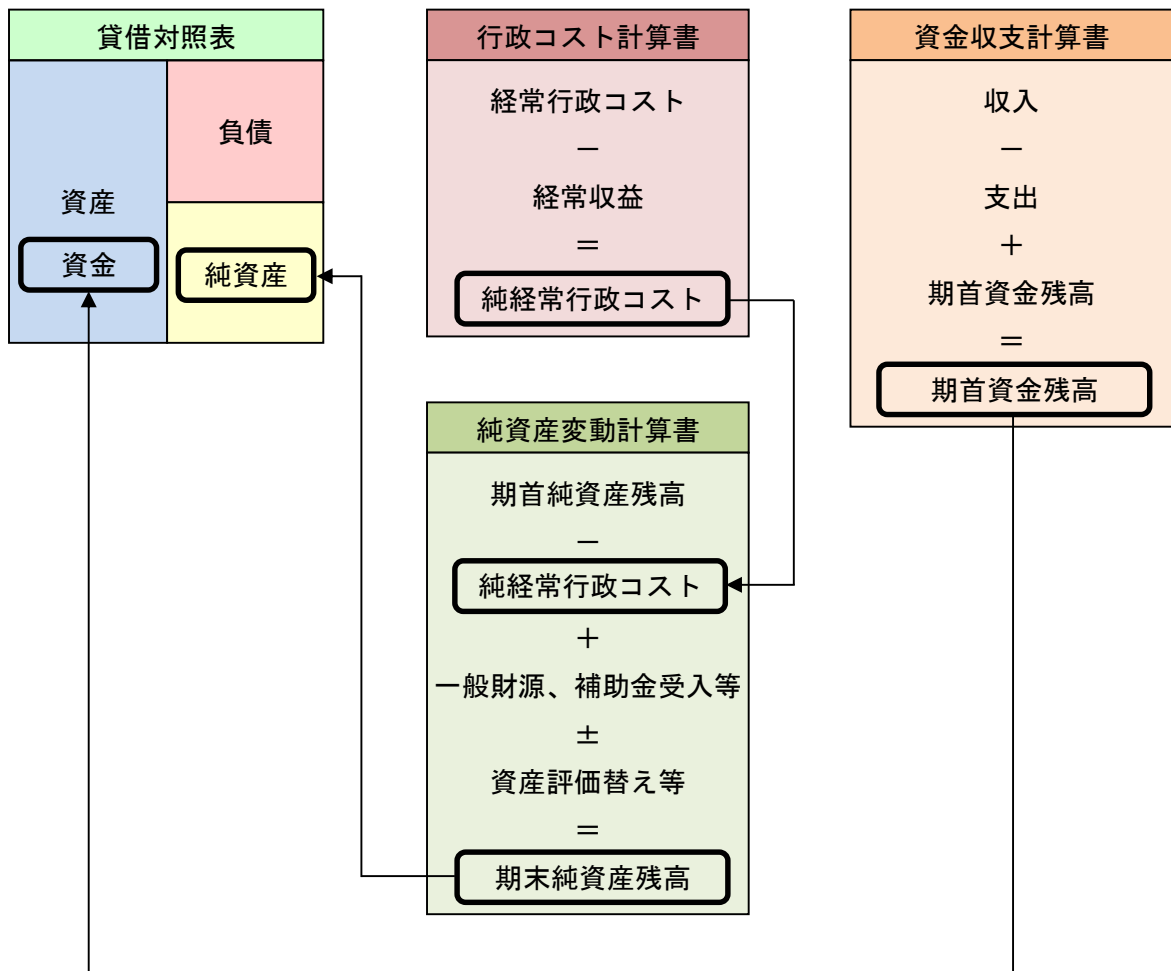 貸借対照表
資産
資金
負債
純資産
行政コスト計算書
経常行政コスト
－
経常収益
＝
純経常行政コスト
純資産変動計算書
期首純資産残高
－
純経常行政コスト
＋
一般財源、補助金受入等
±
資産評価替え等
＝
期末純資産残高
資金収支計算書
収入
－
支出
＋
期首資金残高
＝
期首資金残高